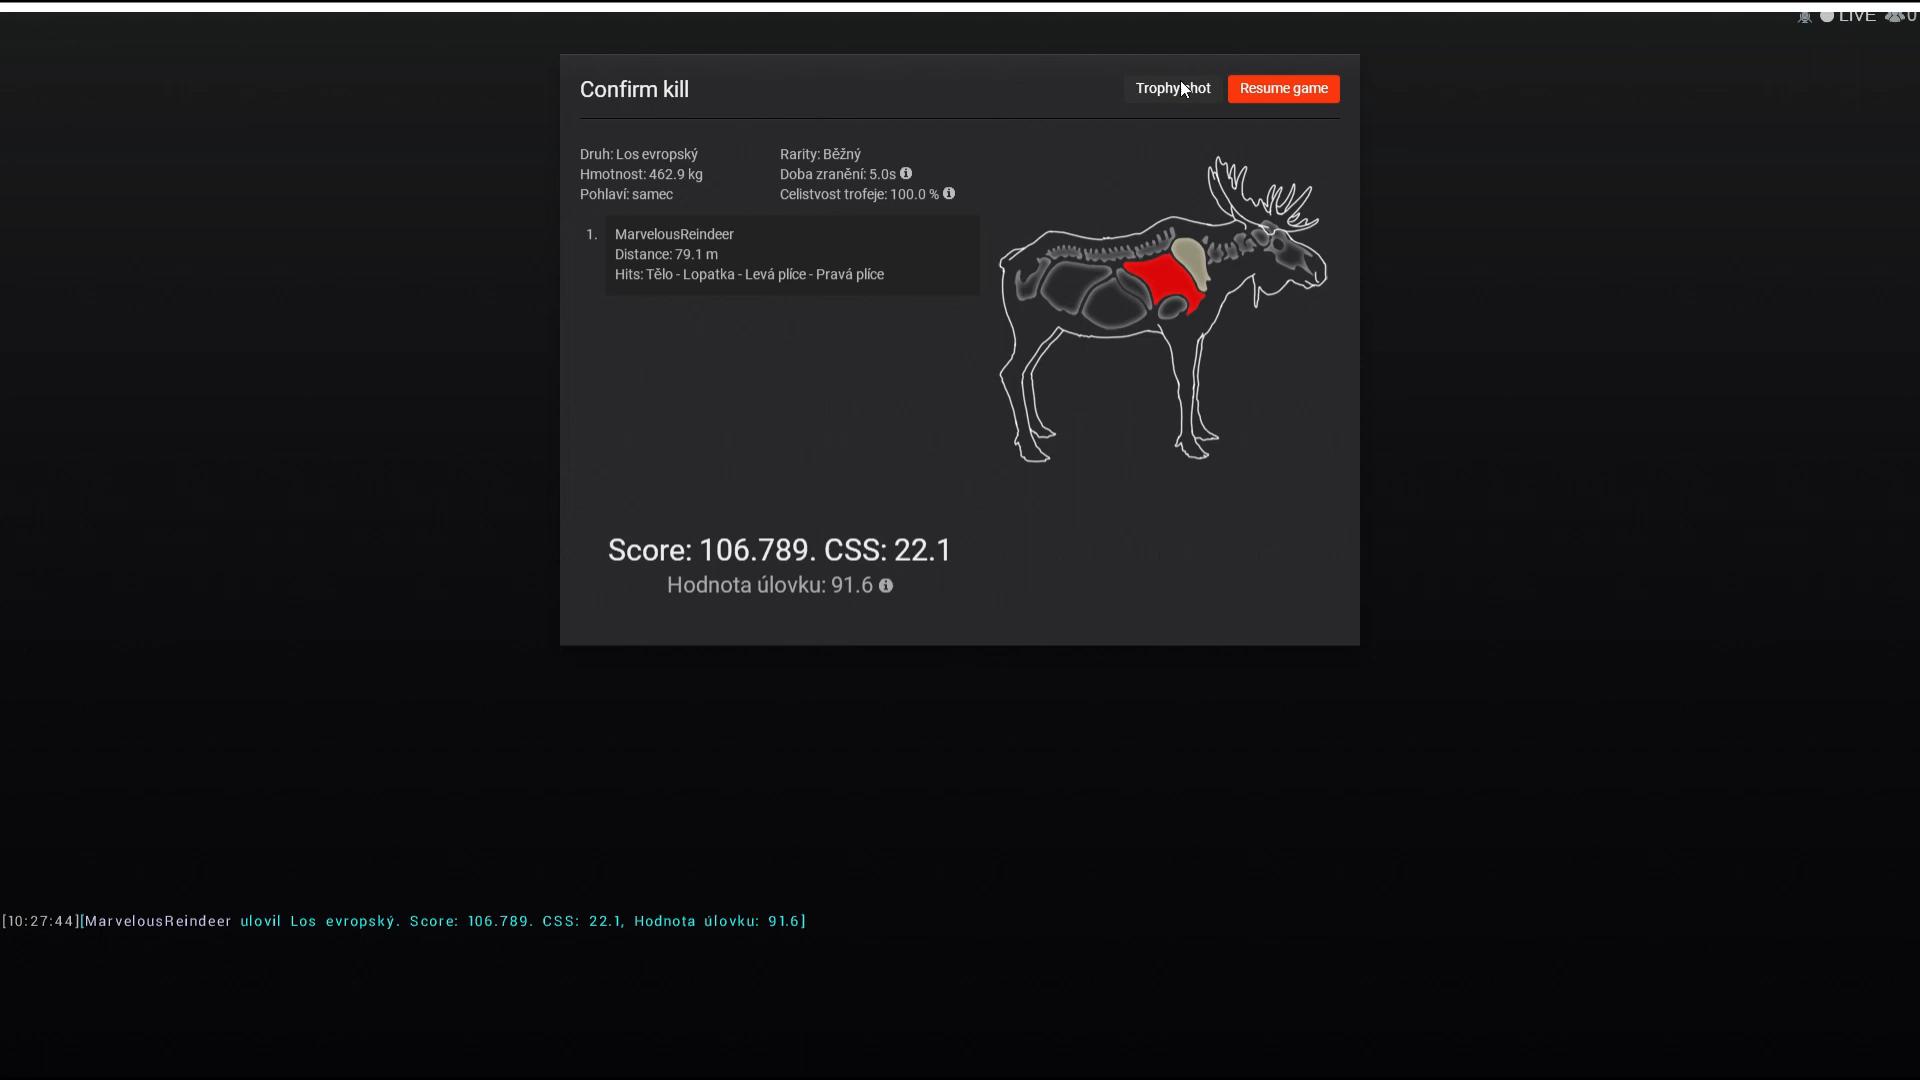 LIVE 0
Confirm kill
Trophy shot
Resume game
Druh: Los evropský
Rarity: Běžný
Hmotnost: 462.9 kg
Doba zranění: 5.0s
Pohlaví: samec
Celistvost trofeje: 100.0 %
1. MarvelousReindeer
Distance: 79.1 m
Hits: Tělo - Lopatka - Levá plíce - Pravá plíce
Score: 106.789. CSS: 22.1
Hodnota úlovku: 91.6
[10:27:44][MarvelousReindeer ulovil Los evropský. Score: 106.789. CSS: 22.1, Hodnota úlovku: 91.6]